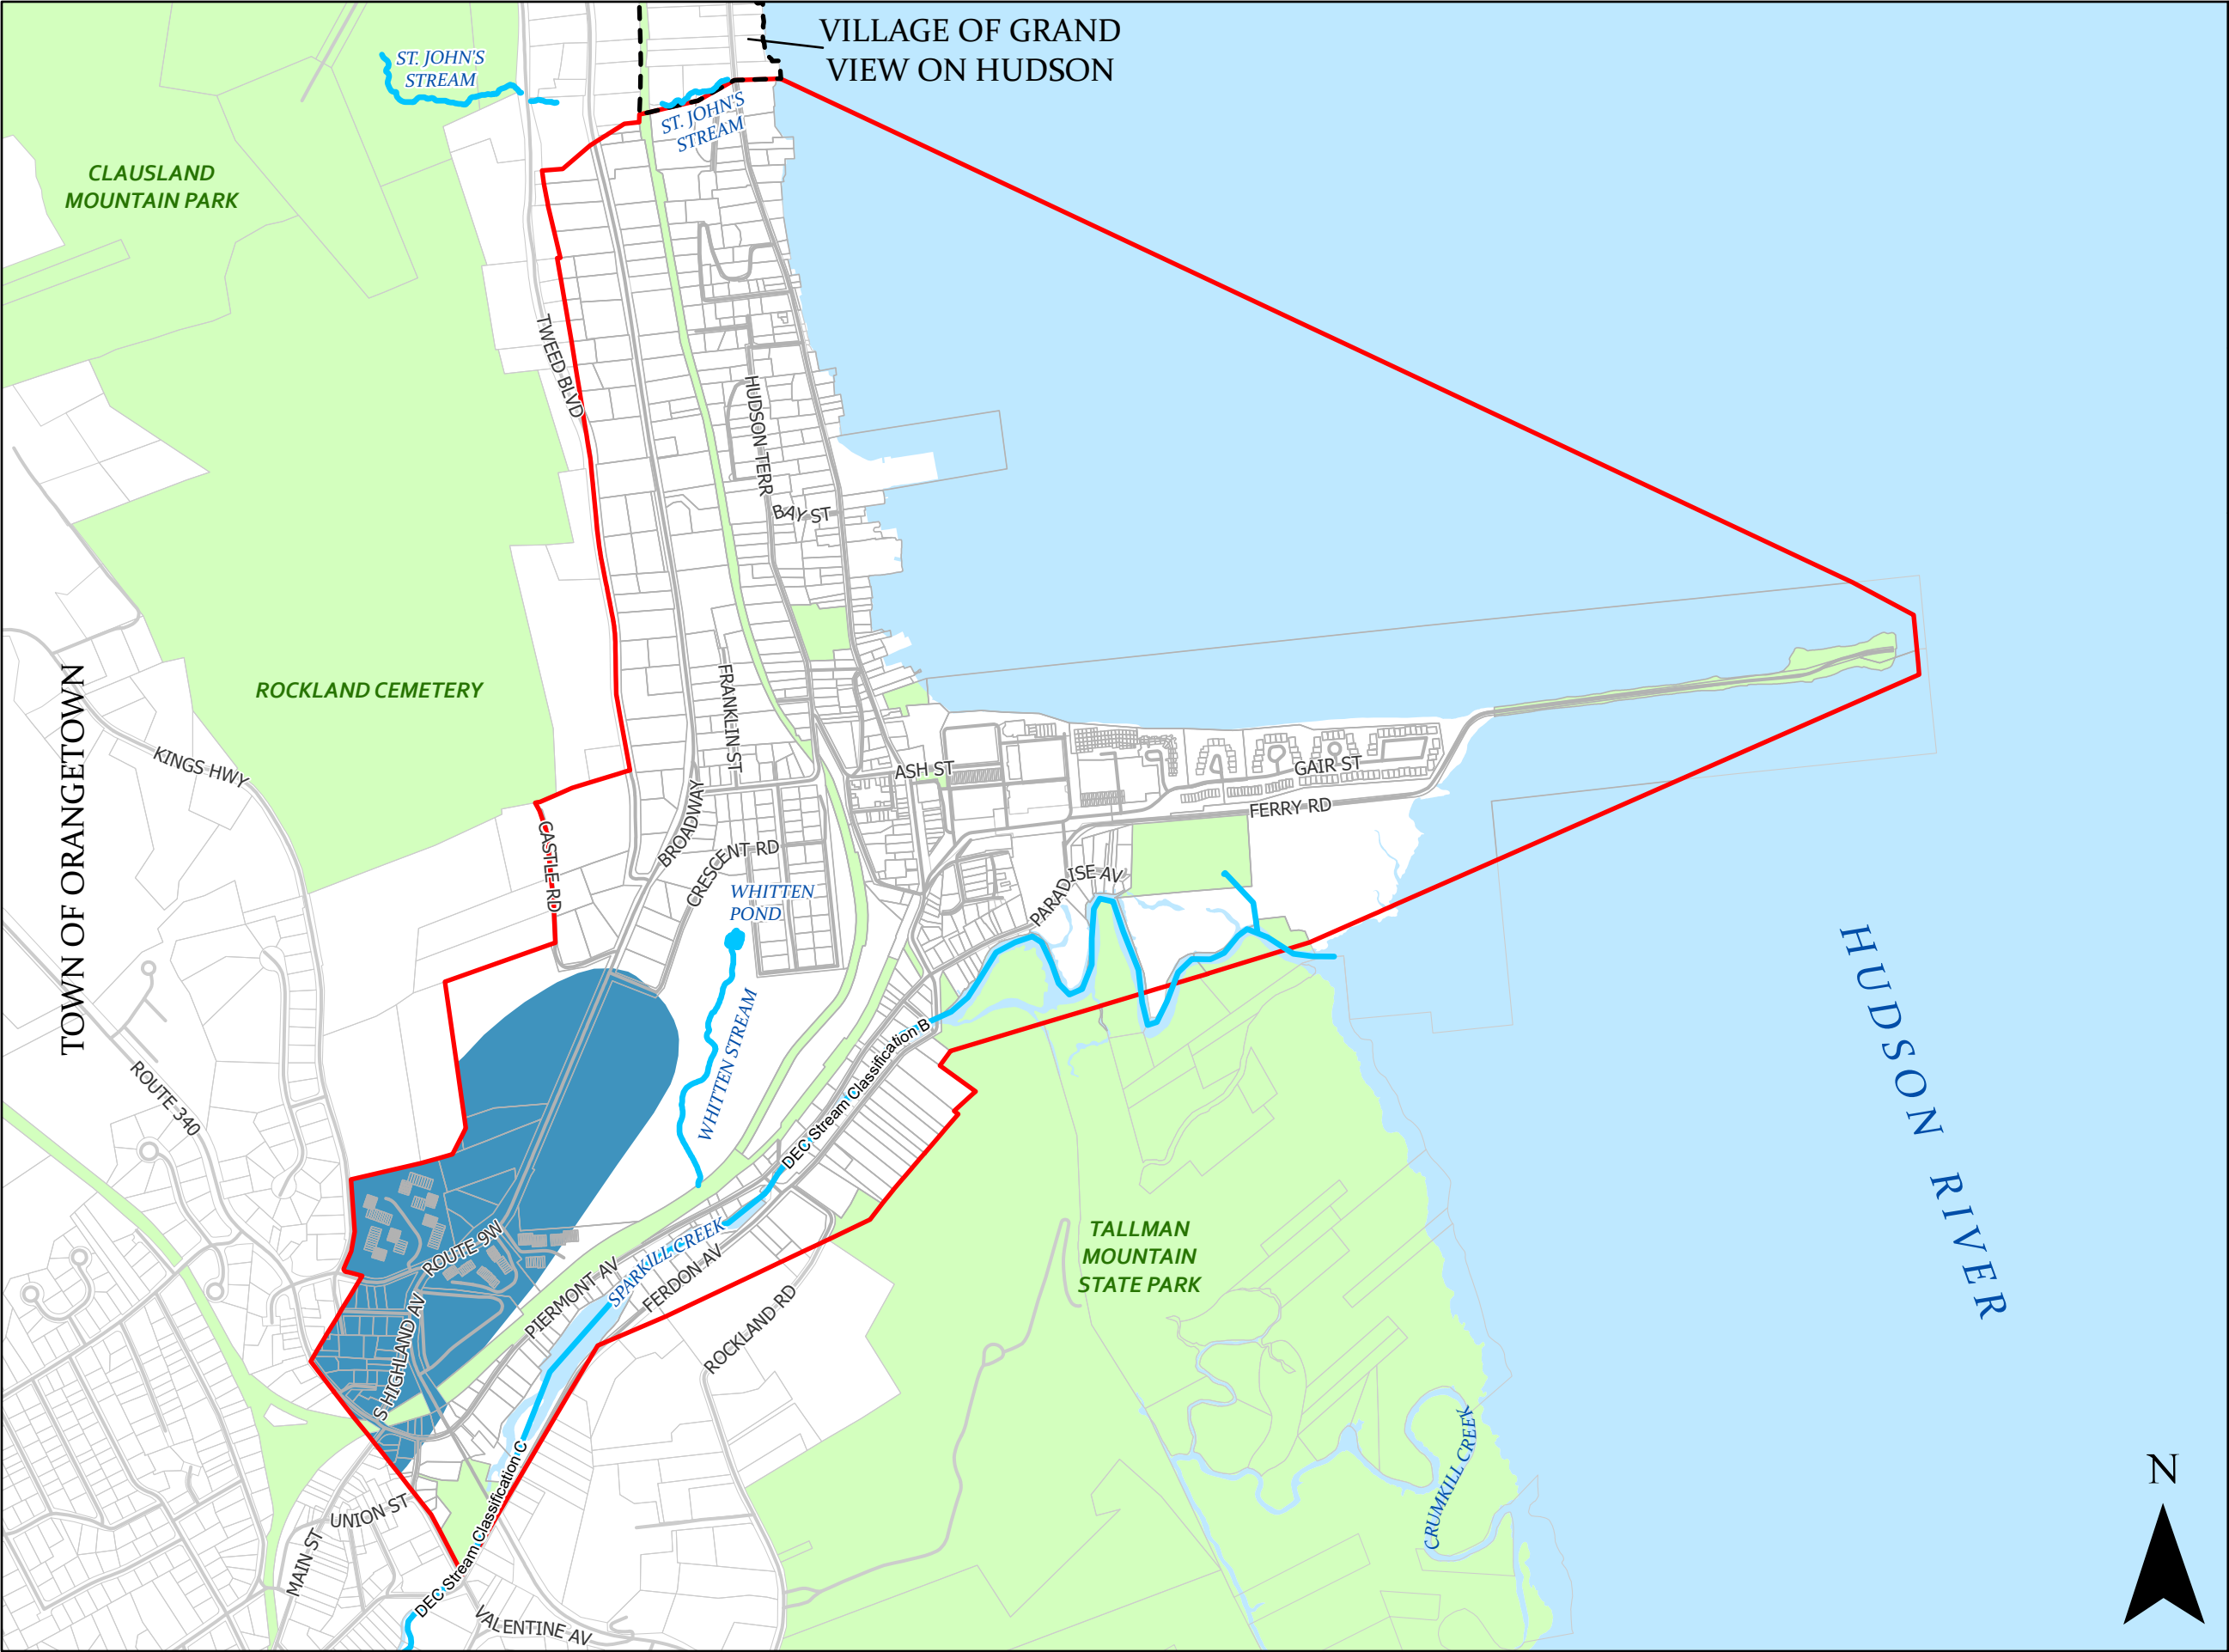 VILLAGE OF GRAND
VIEW ON HUDSON
ST. JOHN'S
STREAM
ST. JOHN'S
STREAM
CLAUSLAND
MOUNTAIN PARK
TWEED BLVD
HUDSON TERR
BAY ST
ROCKLAND CEMETERY
TOWN OF ORANGETOWN
KINGS HWY
FRANKLIN ST
ASH ST
GAIR ST
FERRY RD
BROADWAY
CASTLE RD
CRESCENT RD
PARADISE AV
WHITTEN
POND
HUDSON RIVER
WHITTEN STREAM
DEC Stream Classification B
ROUTE 340
ROUTE 9W
TALLMAN
MOUNTAIN
STATE PARK
SPARKILL CREEK
PIERMONT AV
FERDON AV
ROCKLAND RD
S HIGHLAND AV
CRUMKILL CREEK
N
DEC Stream Classification C
UNION ST
MAIN ST
VALENTINE AV